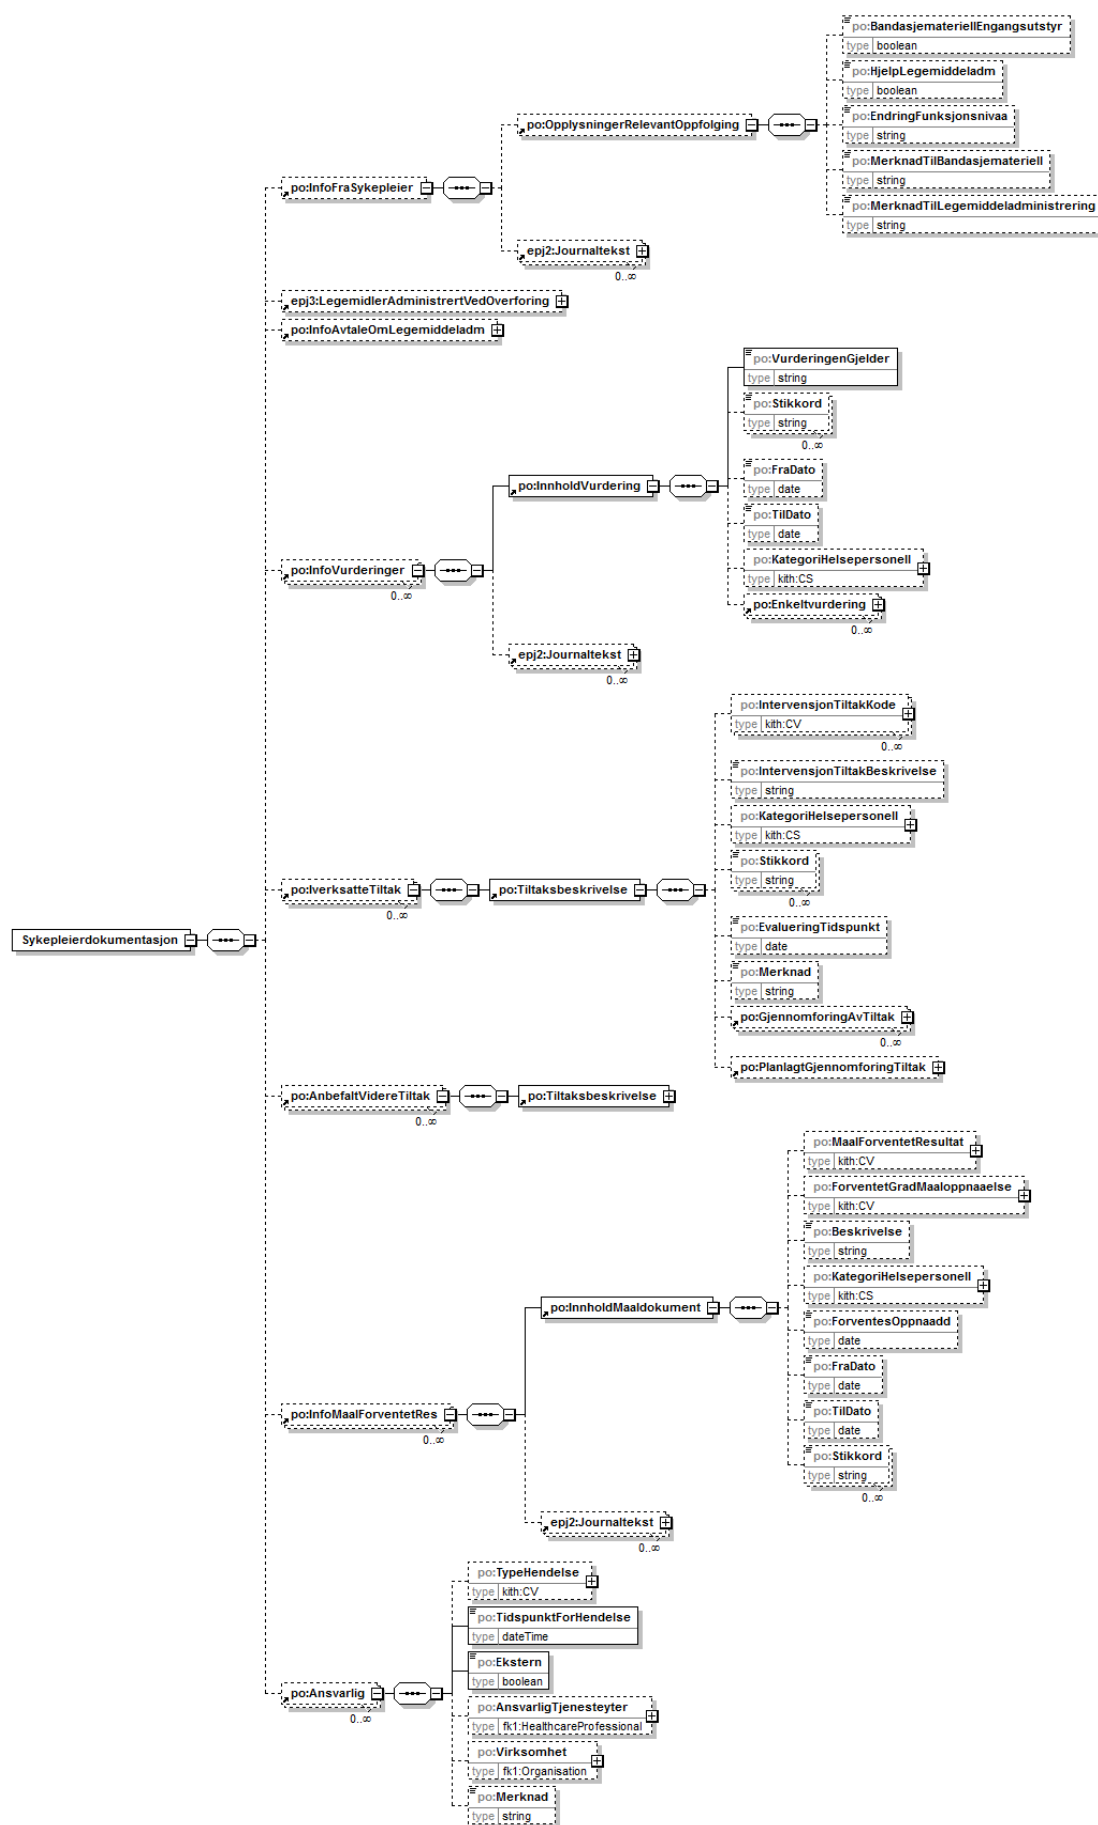 po:BandasjemateriellEngangsutstyr
type boolean
po:HjelpLegemiddeladm
type boolean
po:OpplysningerRelevantOppfolging
po:EndringFunksjonsnivaa
type string
po:MerknadTilBandasjemateriell
type string
po:InfoFraSykepleier
po:MerknadTilLegemiddeladministrering
type string
epj2:Journaltekst
0..∞
epj3:LegemidlerAdministrertVedOverforing
po:InfoAvtaleOmLegemiddeladm
po:VurderingenGjelder
type string
po:Stikkord
type string
0..∞
po:FraDato
type date
po:InnholdVurdering
po:TilDato
type date
po:KategoriHelsepersonell
type kith:CS
po:InfoVurderinger
0..∞
po:Enkeltvurdering
0..∞
epj2:Journaltekst
0..∞
po:IntervensjonTiltakKode
type kith:CV
0..∞
po:IntervensjonTiltakBeskrivelse
type string
po:KategoriHelsepersonell
type kith:CS
po:Stikkord
type string
0..∞
po:IverksatteTiltak
0..∞
po:Tiltaksbeskrivelse
po:EvalueringTidspunkt
type date
Sykepleierdokumentasjon
po:Merknad
type string
po:GjennomforingAvTiltak
0..∞
po:PlanlagtGjennomforingTiltak
po:AnbefaltVidereTiltak
0..∞
po:Tiltaksbeskrivelse
po:MaalForventetResultat
type kith:CV
po:ForventetGradMaaloppnaaelse
type kith:CV
po:Beskrivelse
type string
po:KategoriHelsepersonell
type kith:CS
po:InnholdMaaldokument
po:ForventesOppnaadd
type date
po:FraDato
type date
po:InfoMaalForventetRes
0..∞
po:TilDato
type date
po:Stikkord
type string
0..∞
epj2:Journaltekst
0..∞
po:TypeHendelse
type kith:CV
po:TidspunktForHendelse
type dateTime
po:Ekstern
type boolean
po:Ansvarlig
0..∞
po:AnsvarligTjenesteyter
type fk1:HealthcareProfessional
po:Virksomhet
type fk1:Organisation
po:Merknad
type string